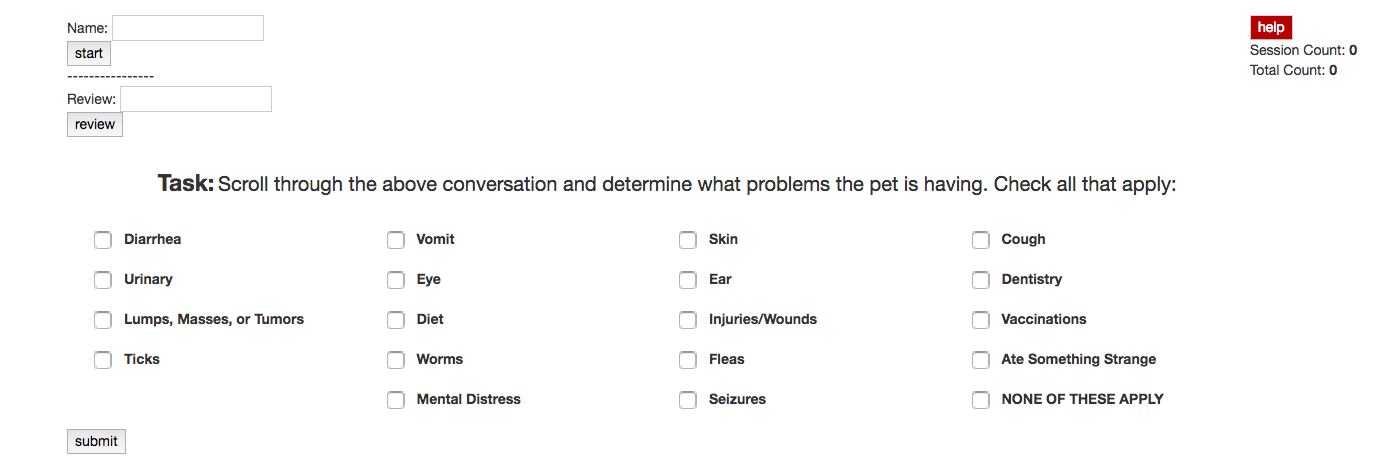 Name:
start
----------------
Review:
review
help
Session Count: 0
Total Count: 0
Task: Scroll through the above conversation and determine what problems the pet is having. Check all that apply:
Diarrhea Vomit Skin Cough
Urinary Eye Ear Dentistry
Lumps, Masses, or Tumors Diet Injuries/Wounds Vaccinations
Ticks Worms Fleas Ate Something Strange
Mental Distress Seizures NONE OF THESE APPLY
submit